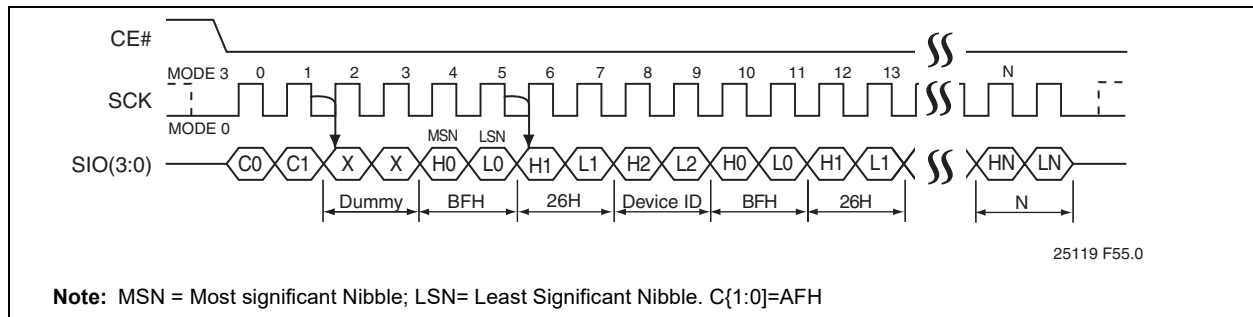 CE#
MODE 3 0 1 2 3 4 5 6 7 8 9 10 11 12 13 N
SCK
MODE 0
MSN LSN
SIO(3:0) C0 C1 X X H0 L0 H1 L1 H2 L2 H0 L0 H1 L1 HN LN
Dummy BFH 26H Device ID BFH 26H N
25119 F55.0
Note: MSN = Most significant Nibble; LSN= Least Significant Nibble. C{1:0]=AFH